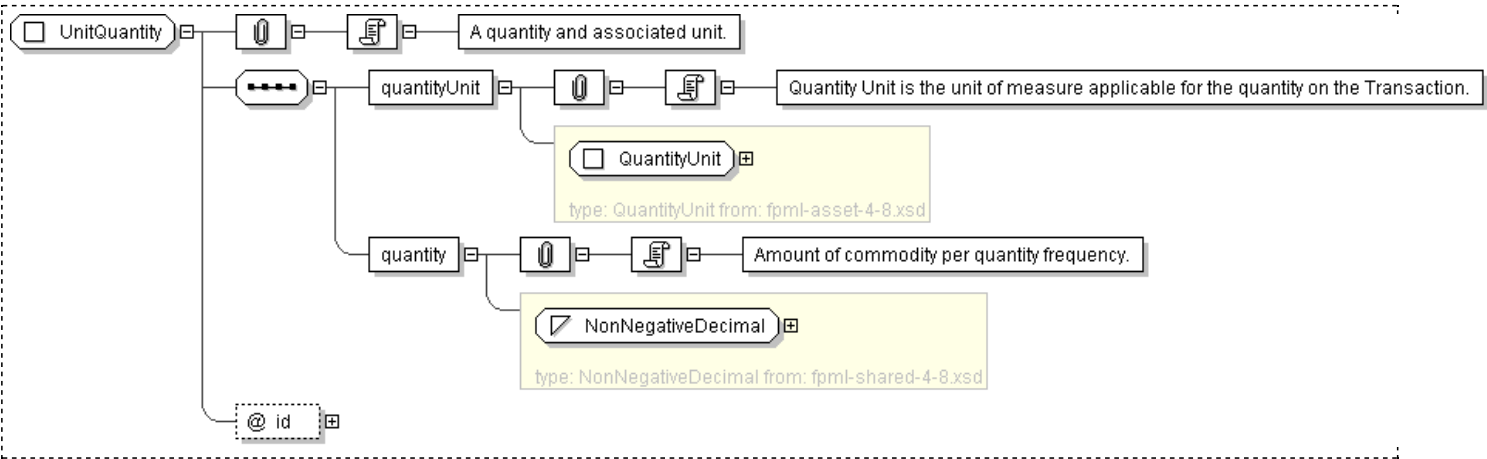 UnitQuantity
A quantity and associated unit.
quantityUnit
Quantity Unit is the unit of measure applicable for the quantity on the Transaction.
QuantityUnit
type: QuantityUnit from: fpml-asset-4-8.xsd
quantity
Amount of commodity per quantity frequency.
NonNegativeDecimal
type: NonNegativeDecimal from: fpml-shared-4-8.xsd
@ id